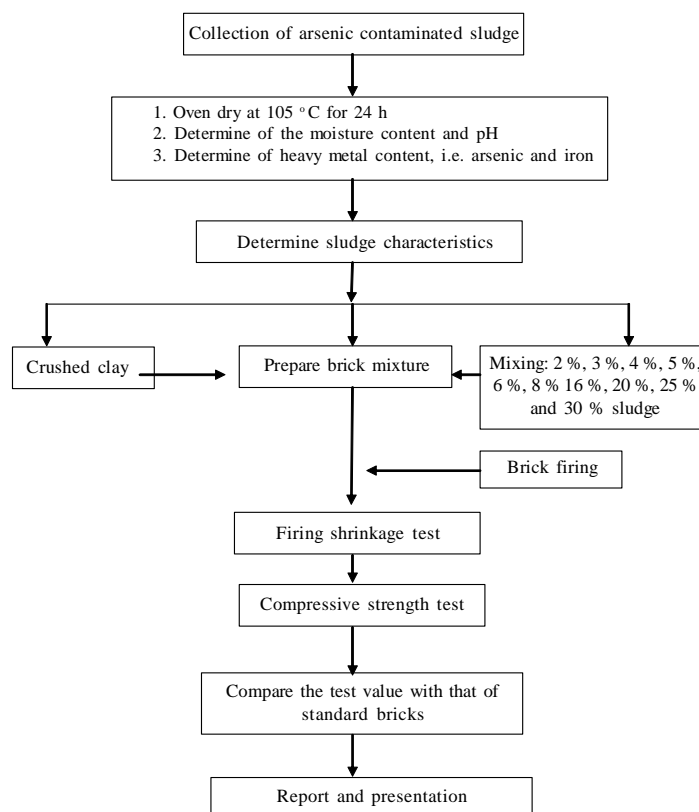 Collection of arsenic contaminated sludge
1. Oven dry at 105 °C for 24 h
2. Determine of the moisture content and pH
3. Determine of heavy metal content, i.e. arsenic and iron
Determine sludge characteristics
Crushed clay
Prepare brick mixture
Mixing: 2 %, 3 %, 4 %, 5 %,
6 %, 8 % 16 %, 20 %, 25 %
and 30 % sludge
Brick firing
Firing shrinkage test
Compressive strength test
Compare the test value with that of
standard bricks
Report and presentation